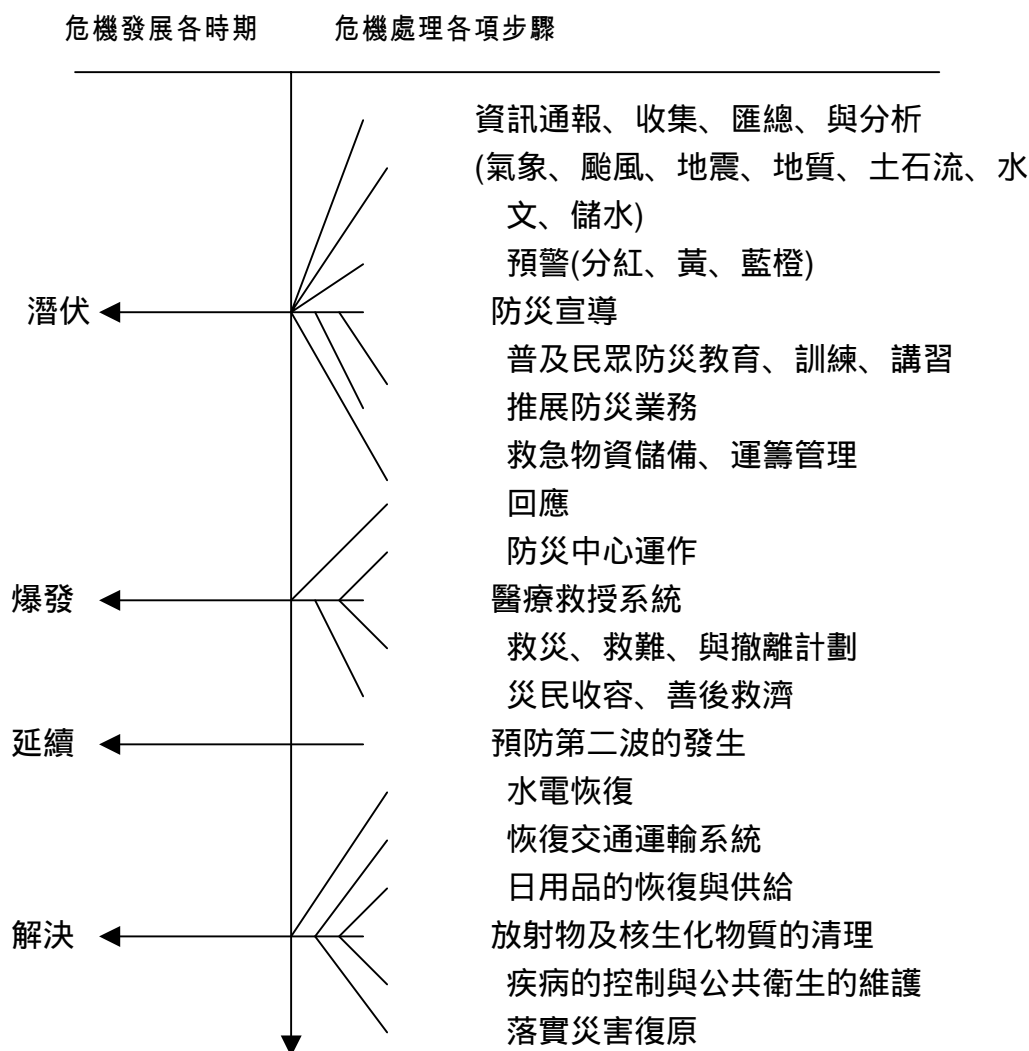 危機發展各時期 危機處理各項步驟
資訊通報、收集、匯總、與分析
(氣象、颱風、地震、地質、土石流、水
文、儲水)
預警(分紅、黃、藍橙)
潛伏 防災宣導
普及民眾防災教育、訓練、講習
推展防災業務
救急物資儲備、運籌管理
回應
防災中心運作
爆發 醫療救授系統
救災、救難、與撤離計劃
災民收容、善後救濟
延續 預防第二波的發生
水電恢復
恢復交通運輸系統
日用品的恢復與供給
解決 放射物及核生化物質的清理
疾病的控制與公共衛生的維護
落實災害復原